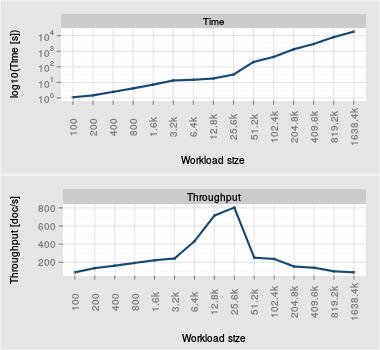 Time
log10(Time [s])
10^4
10^3
10^2
10^1
10^0
100 200 400 800 1.6k 3.2k 6.4k 12.8k 25.6k 51.2k 102.4k 204.8k 409.6k 819.2k 1638.4k
Workload size
Throughput
Throughput [doc/s]
800
600
400
200
100 200 400 800 1.6k 3.2k 6.4k 12.8k 25.6k 51.2k 102.4k 204.8k 409.6k 819.2k 1638.4k
Workload size